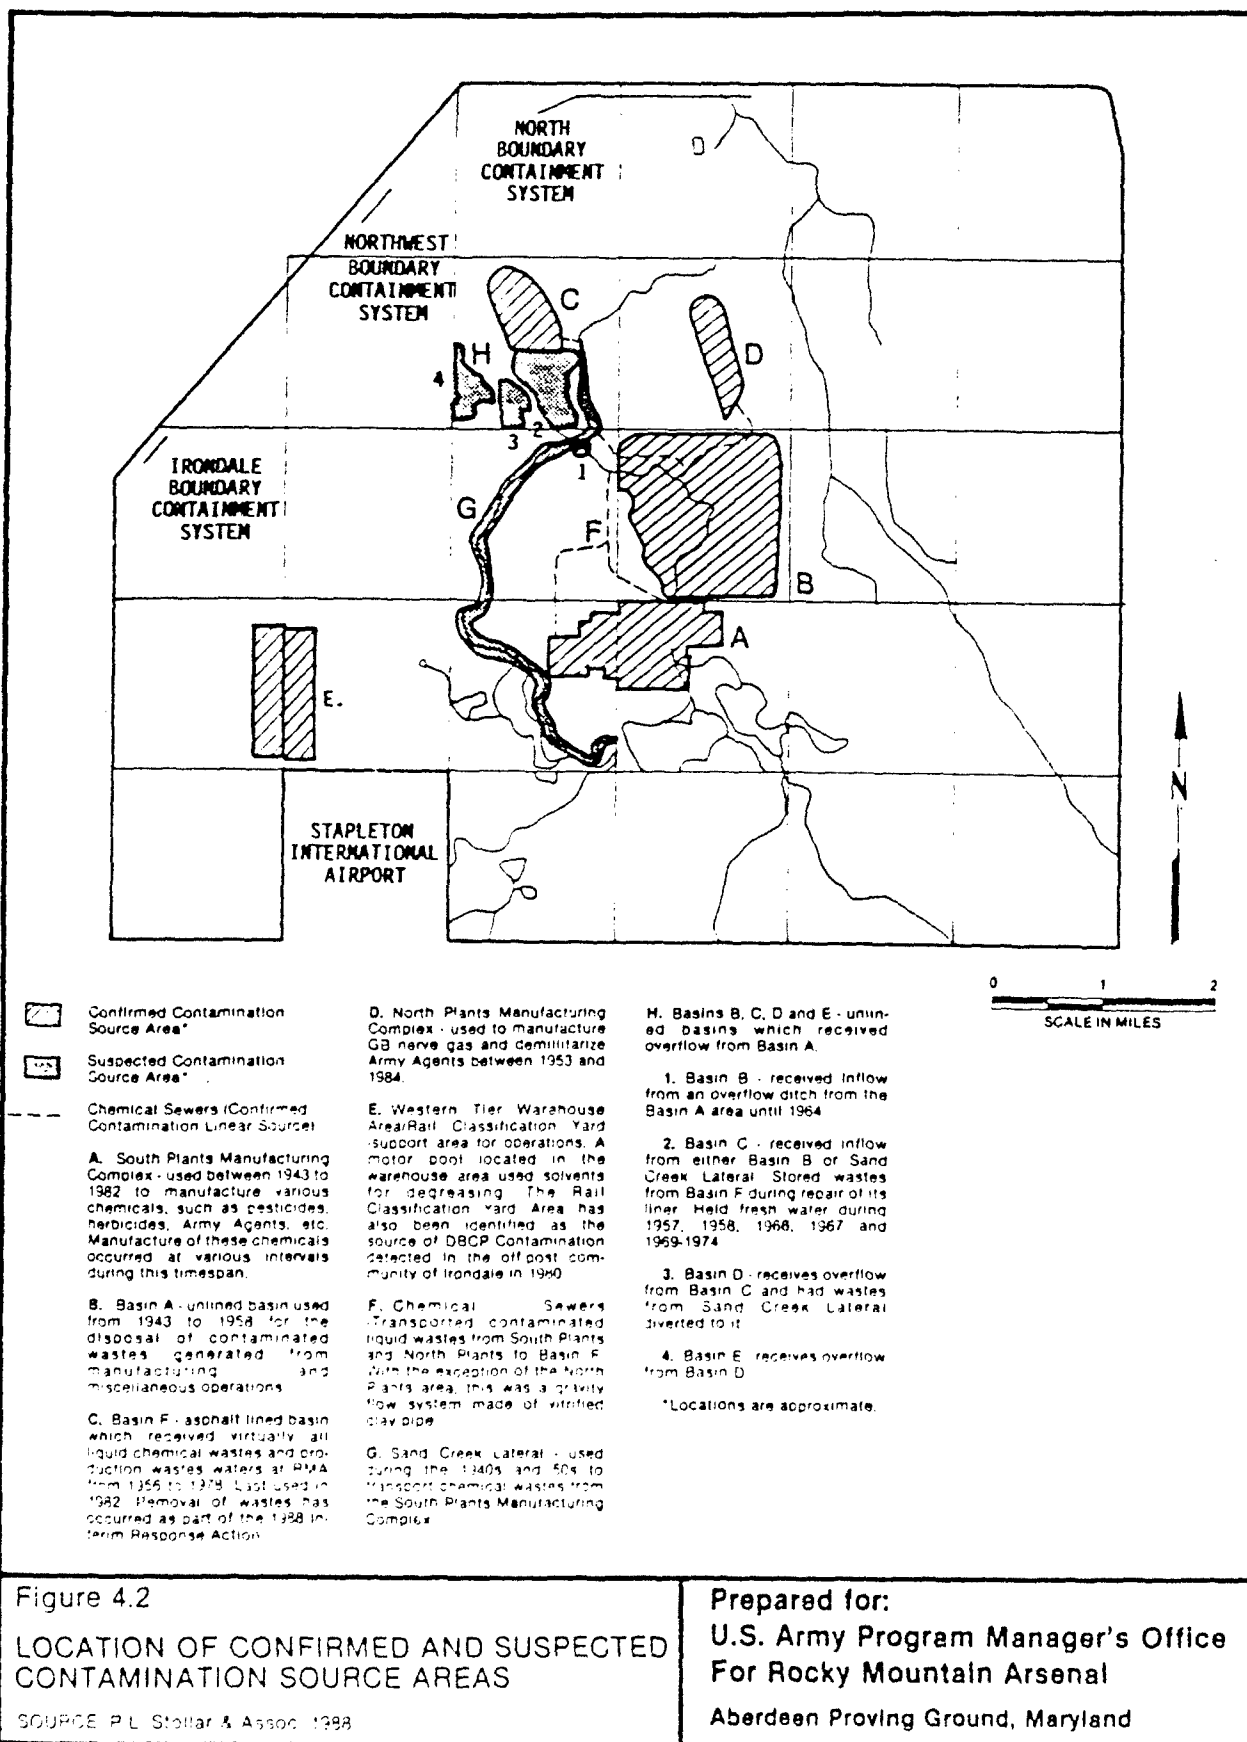 NORTH
BOUNDARY
CONTAINMENT
SYSTEM
D
NORTHWEST
BOUNDARY
CONTAINMENT
SYSTEM
C
H
4
D
3
2
1
IRONDALE
BOUNDARY
CONTAINMENT
SYSTEM
G
F
B
A
E.
N
STAPLETON
INTERNATIONAL
AIRPORT
0 1 2
SCALE IN MILES
Confirmed Contamination
Source Area*
Suspected Contamination
Source Area*
Chemical Sewers (Confirmed
Contamination Linear Source)
A. South Plants Manufacturing
Complex - used between 1943 to
1982 to manufacture various
chemicals, such as pesticides,
herbicides, Army Agents, etc.
Manufacture of these chemicals
occurred at various intervals
during this timespan.
B. Basin A - unlined basin used
from 1943 to 1956 for the
disposal of contaminated
wastes generated from
manufacturing and
miscellaneous operations
C. Basin F - asphalt lined basin
which received virtually all
liquid chemical wastes and pro-
duction wastes waters at RMA
from 1956 to 1978. Last used in
1982. Removal of wastes has
occurred as part of the 1988 In-
terim Response Action
D. North Plants Manufacturing
Complex - used to manufacture
GB nerve gas and demilitarize
Army Agents between 1953 and
1984.
E. Western Tier Warehouse
Area/Rail Classification Yard
-support area for operations. A
motor pool located in the
warehouse area used solvents
for degreasing. The Rail
Classification Yard Area has
also been identified as the
source of DBCP Contamination
detected in the off post com-
munity of Irondale in 1980
F. Chemical Sewers
-Transported contaminated
liquid wastes from South Plants
and North Plants to Basin F.
With the exception of the North
Plants area, this was a gravity
flow system made of vitrified
clay pipe
G. Sand Creek Lateral - used
during the 1940s and 50s to
transport chemical wastes from
the South Plants Manufacturing
Complex
H. Basins B, C, D and E - unlin-
ed basins which received
overflow from Basin A.
1. Basin B - received inflow
from an overflow ditch from the
Basin A area until 1964
2. Basin C - received inflow
from either Basin B or Sand
Creek Lateral Stored wastes
from Basin F during repair of its
liner Held fresh water during
1957, 1958, 1966, 1967 and
1969-1974
3. Basin D - receives overflow
from Basin C and had wastes
from Sand Creek Lateral
diverted to it
4. Basin E receives overflow
from Basin D
*Locations are approximate.
Figure 4.2
LOCATION OF CONFIRMED AND SUSPECTED
CONTAMINATION SOURCE AREAS
SOURCE P.L. Stollar & Assoc. 1988
Prepared for:
U.S. Army Program Manager's Office
For Rocky Mountain Arsenal
Aberdeen Proving Ground, Maryland